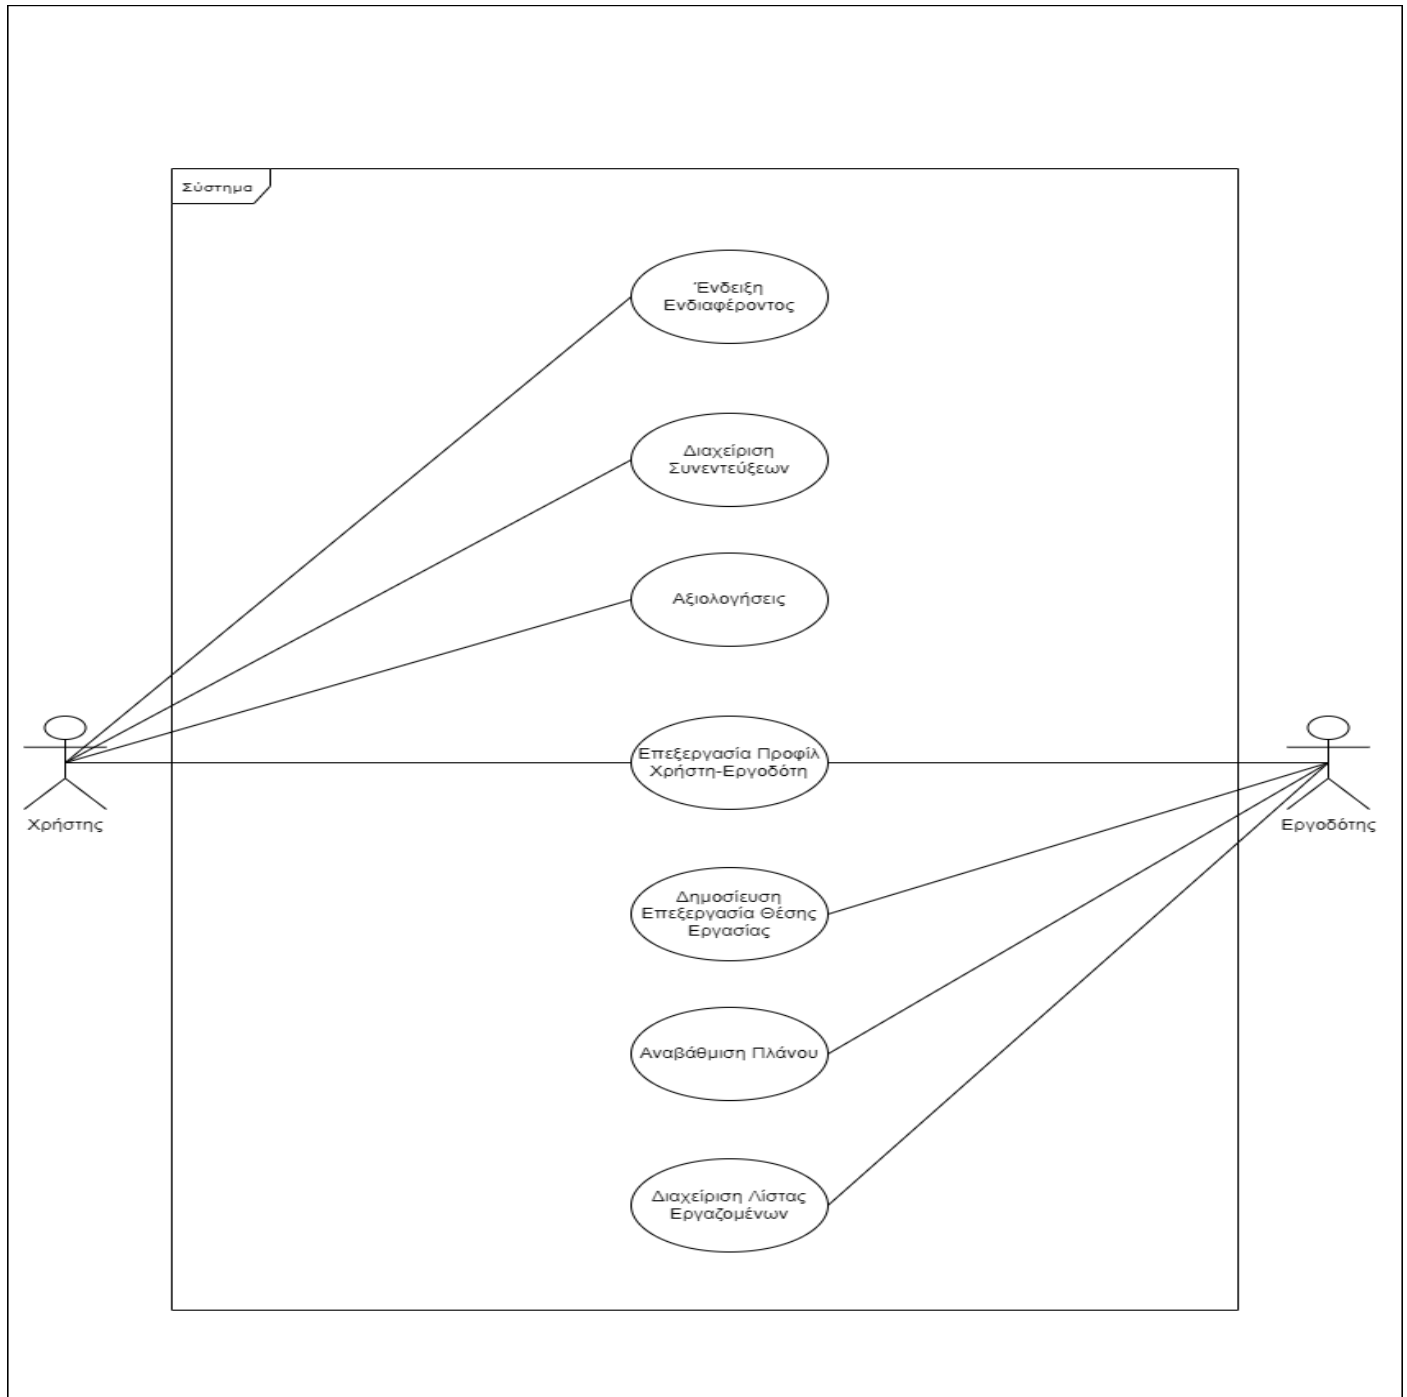 Σύστημα
Ένδειξη
Ενδιαφέροντος
Διαχείριση
Συνεντεύξεων
Αξιολογήσεις
Επεξεργασία Προφίλ
Χρήστη-Εργοδότη
Χρήστης
Εργοδότης
Δημοσίευση
Επεξεργασία Θέσης
Εργασίας
Αναβάθμιση Πλάνου
Διαχείριση Λίστας
Εργαζομένων